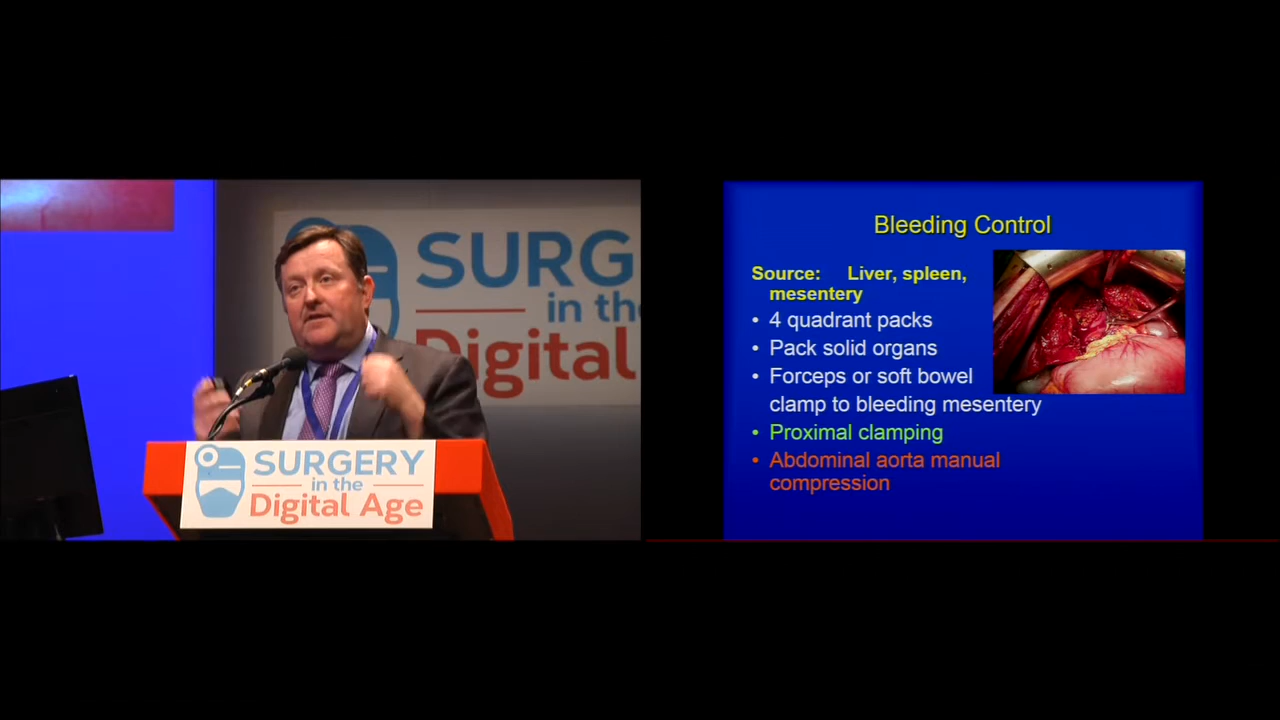 SURG
in the
Digital
SURGERY
in the
Digital Age
Bleeding Control
Source: Liver, spleen,
mesentery
• 4 quadrant packs
• Pack solid organs
• Forceps or soft bowel
clamp to bleeding mesentery
• Proximal clamping
• Abdominal aorta manual
compression